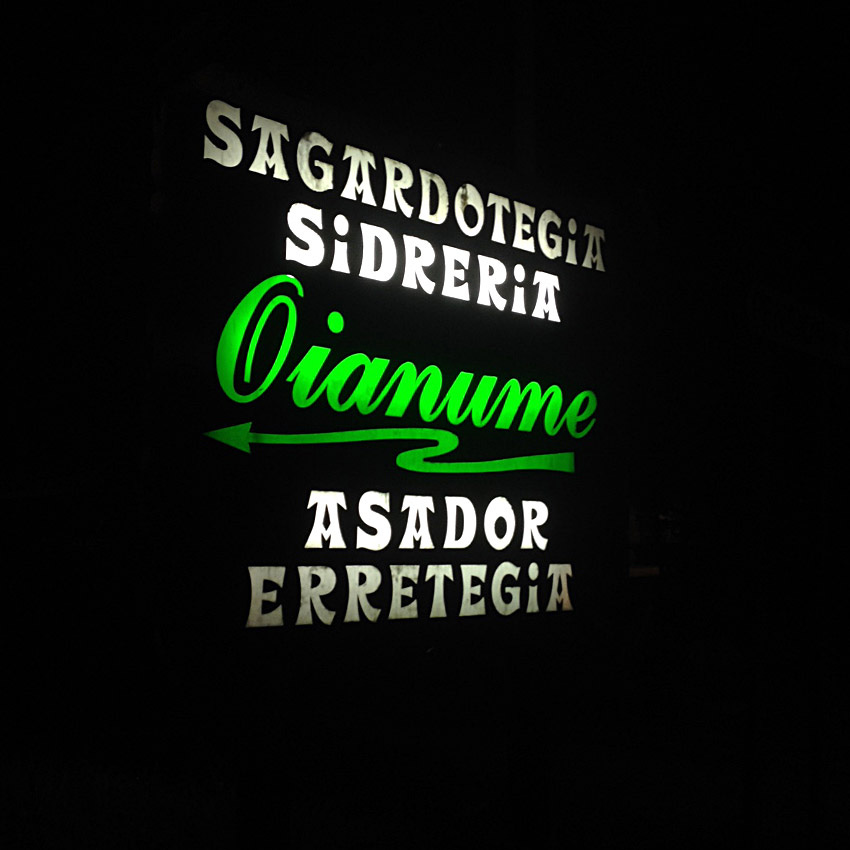 SAGARDOTEGiA
SiDRERiA
Oianume
ASADOR
ERRETEGiA